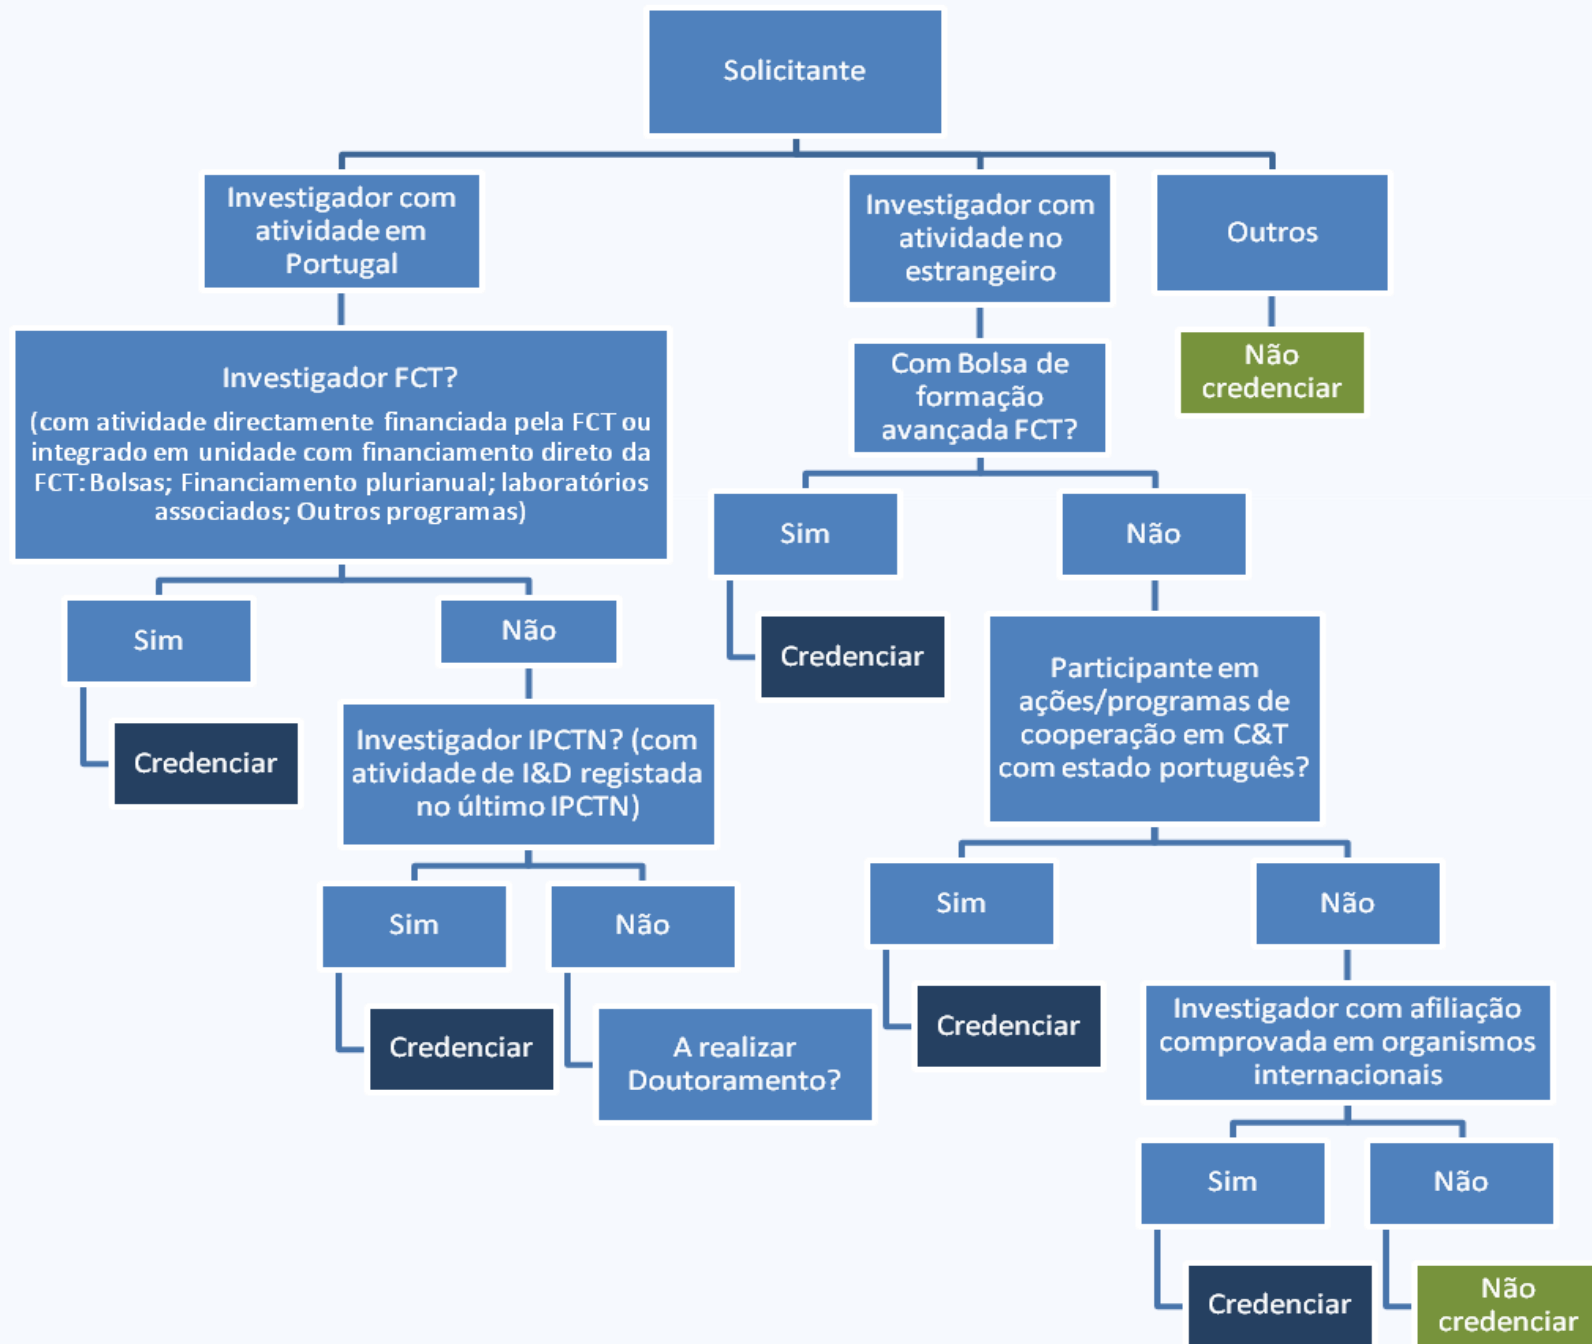 Solicitante
Investigador com
atividade em
Portugal
Investigador com
atividade no
estrangeiro
Outros
Investigador FCT?
(com atividade directamente financiada pela FCT ou
integrado em unidade com financiamento direto da
FCT: Bolsas; Financiamento plurianual; laboratórios
associados; Outros programas)
Com Bolsa de
formação
avançada FCT?
Não
credenciar
Sim
Não
Sim
Não
Credenciar
Credenciar
Investigador IPCTN? (com
atividade de I&D registada
no último IPCTN)
Participante em
ações/programas de
cooperação em C&T
com estado português?
Sim
Não
Sim
Não
Credenciar
A realizar
Doutoramento?
Credenciar
Investigador com afiliação
comprovada em organismos
internacionais
Sim
Não
Credenciar
Não
credenciar